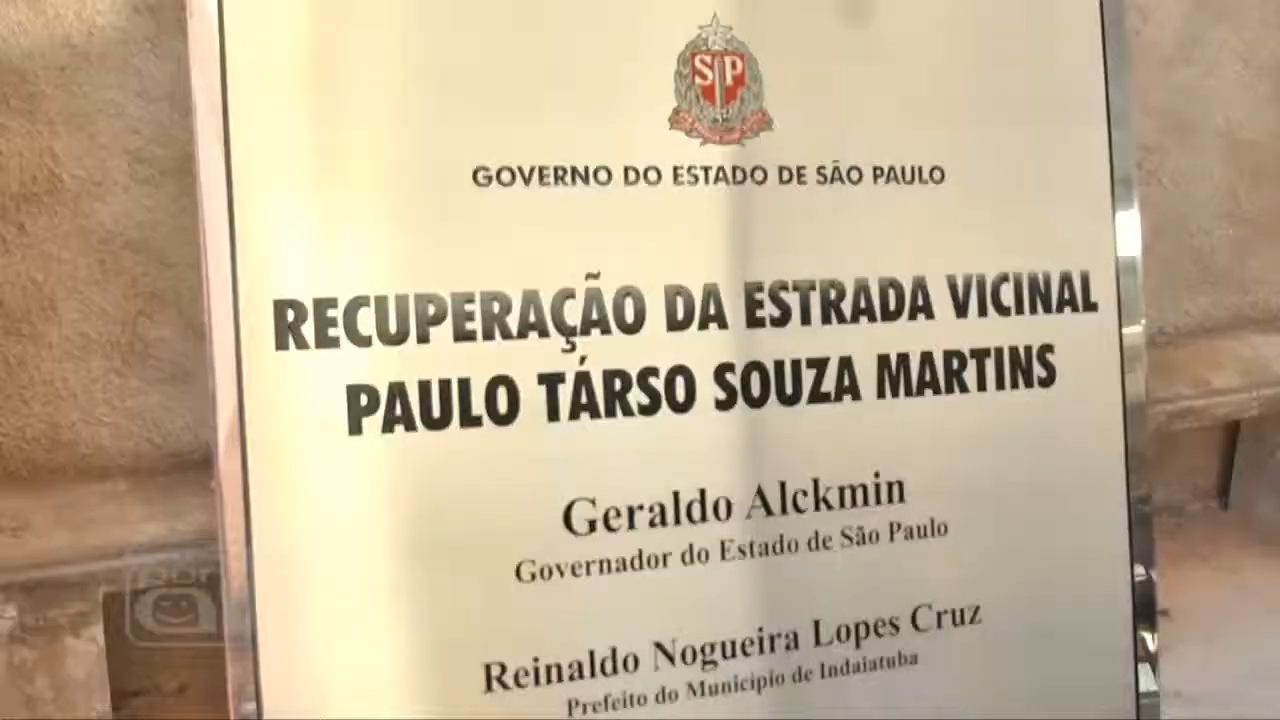 SP
GOVERNO DO ESTADO DE SÃO PAULO
RECUPERAÇÃO DA ESTRADA VICINAL
PAULO TÁRSO SOUZA MARTINS
Geraldo Alckmin
Governador do Estado de São Paulo
Reinaldo Nogueira Lopes Cruz
Prefeito do Municipio de Indaiatuba